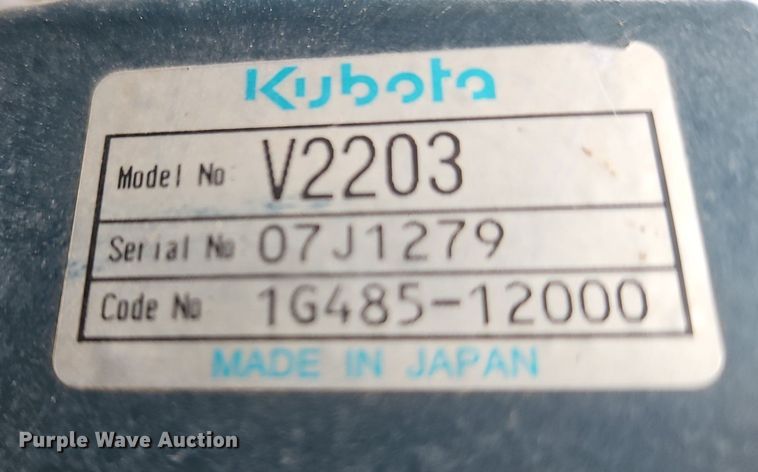 Kubota
Model No V2203
Serial No 07J1279
Code No 1G485-12000
MADE IN JAPAN
Purple Wave Auction